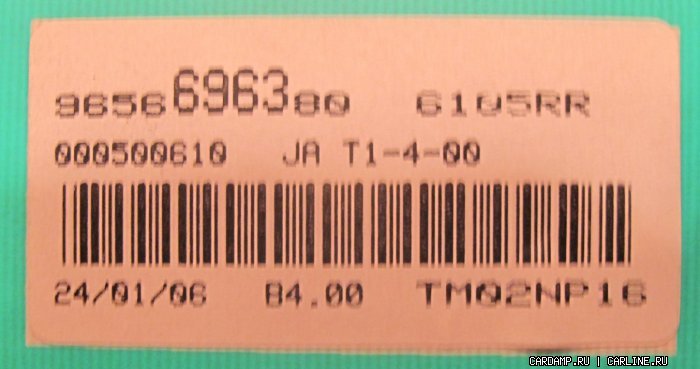 9656696380 6105RR
000500610 JA T1-4-00
24/01/06 B4.00 TM02NP16
CARDAMP.RU | CARLINE.RU